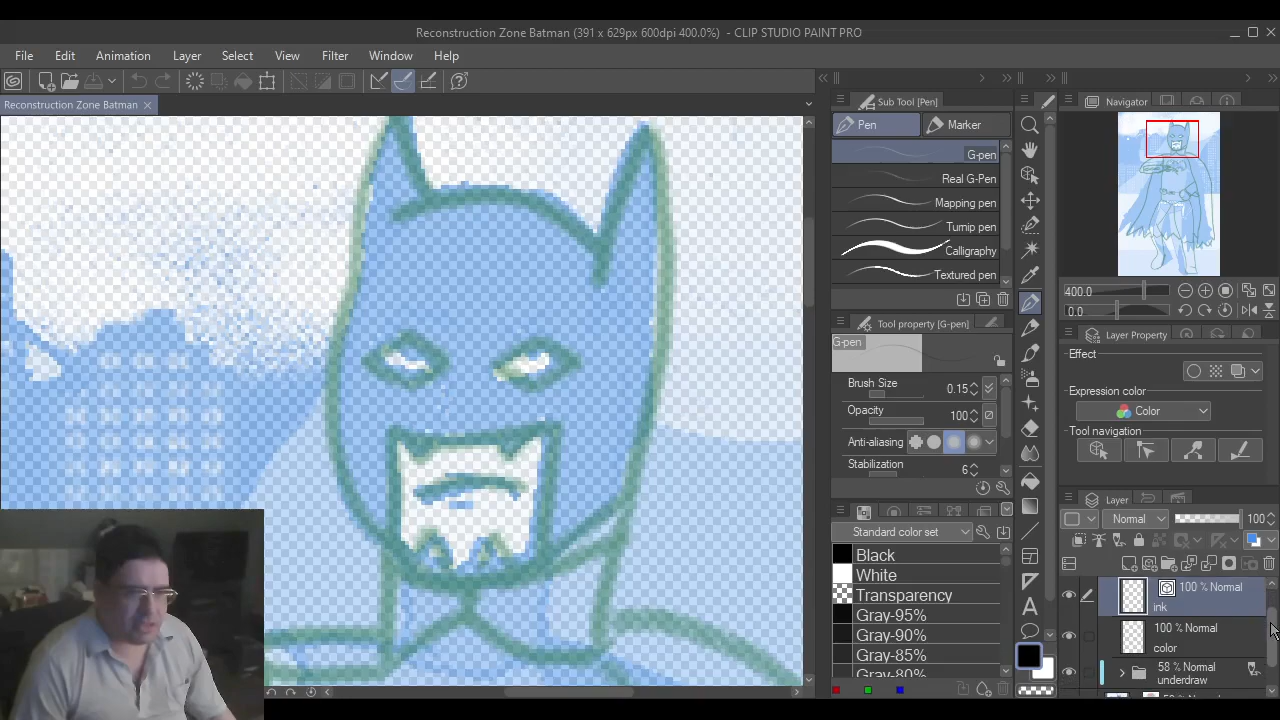 Reconstruction Zone Batman (391 x 629px 600dpi 400.0%) - CLIP STUDIO PAINT PRO
File Edit Animation Layer Select View Filter Window Help
Reconstruction Zone Batman
Sub Tool [Pen]
Pen
Marker
G-pen
Real G-Pen
Mapping pen
Turnip pen
Calligraphy
Textured pen
Tool property [G-pen]
G-pen
Brush Size 0.15
Opacity 100
Anti-aliasing
Stabilization 6
Standard color set
Black
White
Transparency
Gray-95%
Gray-90%
Gray-85%
Gray-80%
Navigator
400.0
0.0
Layer Property
Effect
Expression color
Color
Tool navigation
Layer
Normal 100
100 % Normal
ink
100 % Normal
color
58 % Normal
underdraw